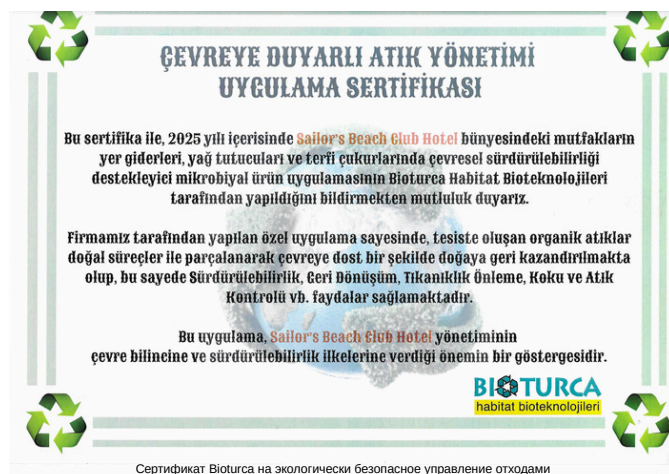 ÇEVREYE DUYARLI ATIK YÖNETİMİ
UYGULAMA SERTİFİKASI
Bu sertifika ile, 2025 yılı içerisinde Sailor's Beach Club Hotel bünyesindeki mutfakların
yer giderleri, yağ tutucuları ve terfi çukurlarında çevresel sürdürülebilirliği
destekleyici mikrobiyal ürün uygulamasının Bioturca Habitat Bioteknolojileri
tarafından yapıldığını bildirmekten mutluluk duyarız.
Firmamız tarafından yapılan özel uygulama sayesinde, tesiste oluşan organik atıklar
doğal süreçler ile parçalanarak çevreye dost bir şekilde doğaya geri kazandırılmakta
olup, bu sayede Sürdürülebilirlik, Geri Dönüşüm, Tıkanıklık Önleme, Koku ve Atık
Kontrolü vb. faydalar sağlamaktadır.
Bu uygulama, Sailor's Beach Club Hotel yönetiminin
çevre bilincine ve sürdürülebilirlik ilkelerine verdiği önemin bir göstergesidir.
BIOTURCA
habitat bioteknolojileri
Сертификат Bioturca на экологически безопасное управление отходами